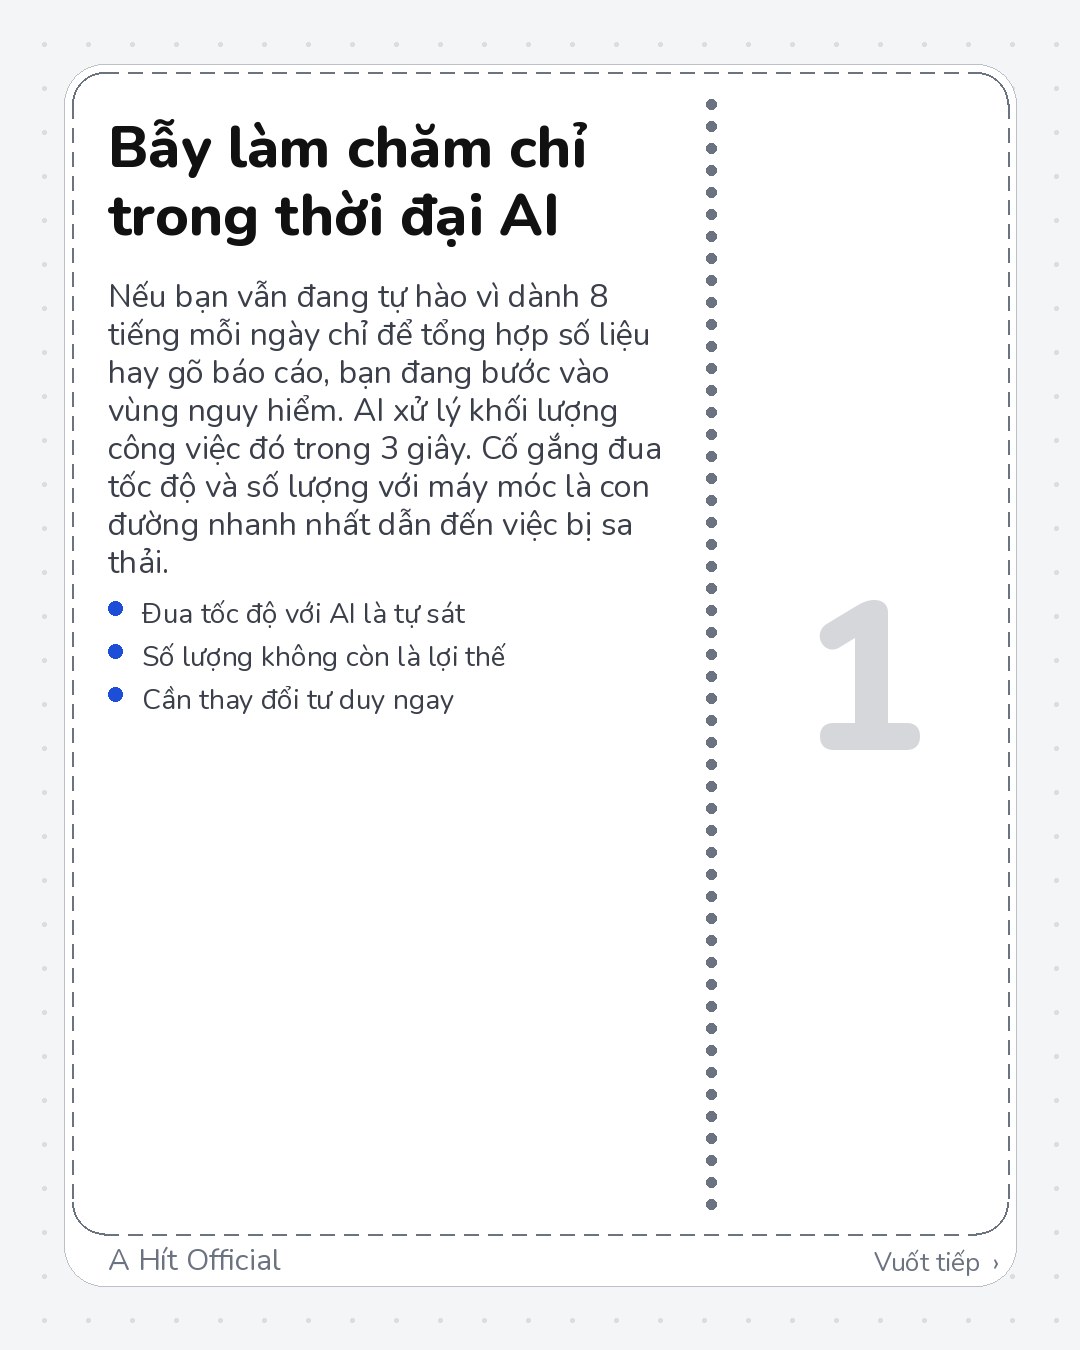 Bẫy làm chăm chỉ
trong thời đại AI
Nếu bạn vẫn đang tự hào vì dành 8
tiếng mỗi ngày chỉ để tổng hợp số liệu
hay gõ báo cáo, bạn đang bước vào
vùng nguy hiểm. AI xử lý khối lượng
công việc đó trong 3 giây. Cố gắng đua
tốc độ và số lượng với máy móc là con
đường nhanh nhất dẫn đến việc bị sa
thải.
Đua tốc độ với AI là tự sát
Số lượng không còn là lợi thế
Cần thay đổi tư duy ngay
1
A Hít Official
Vuốt tiếp ›